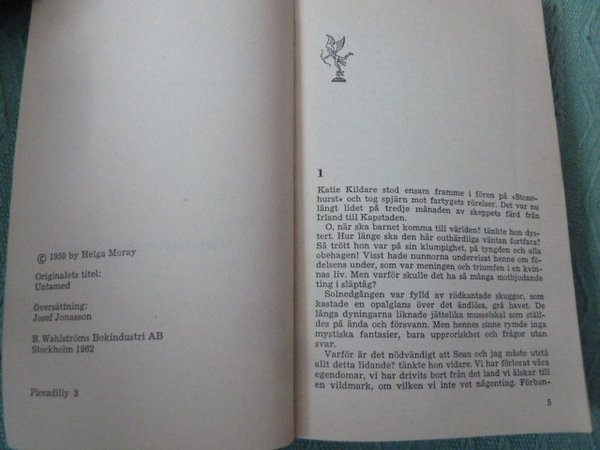 © 1950 by Helga Moray
Originalets titel:
Untamed
Översättning:
Josef Jonasson
B. Wahlströms Bokindustri AB
Stockholm 1962
Piccadilly 3
1
Katie Kildare stod ensam framme i fören på »Stone-
hurst» och tog spjärn mot fartygets rörelser. Det var nu
långt lidet på tredje månaden av skeppets färd från
Irland till Kapstaden.
O, när ska barnet komma till världen? tänkte hon dys-
tert. Hur länge ska den här outhärdliga väntan fortfara?
Så trött hon var på sin klumpighet, på tyngden och alla
obehagen! Visst hade nunnorna undervisat henne om fö-
delsens under, som var meningen och triumfen i en kvin-
nas liv. Men varför skulle det ha så många motbjudande
ting i släptåg?
Solnedgången var fylld av rödkantade skuggor, som
kastade en opalglans över det ändlösa, grå havet. De
långa dyningarna liknade jättelika musselskal som ställ-
des på ända och försvann. Men hennes sinne rymde inga
mystiska fantasier, bara upproriskhet och frågor utan
svar.
Varför är det nödvändigt att Sean och jag måste utstå
allt detta lidande? tänkte hon vidare. Vi har förlorat våra
egendomar, vi har drivits bort från det land vi älskar till
en vildmark, om vilken vi inte vet någonting. Förban-
5